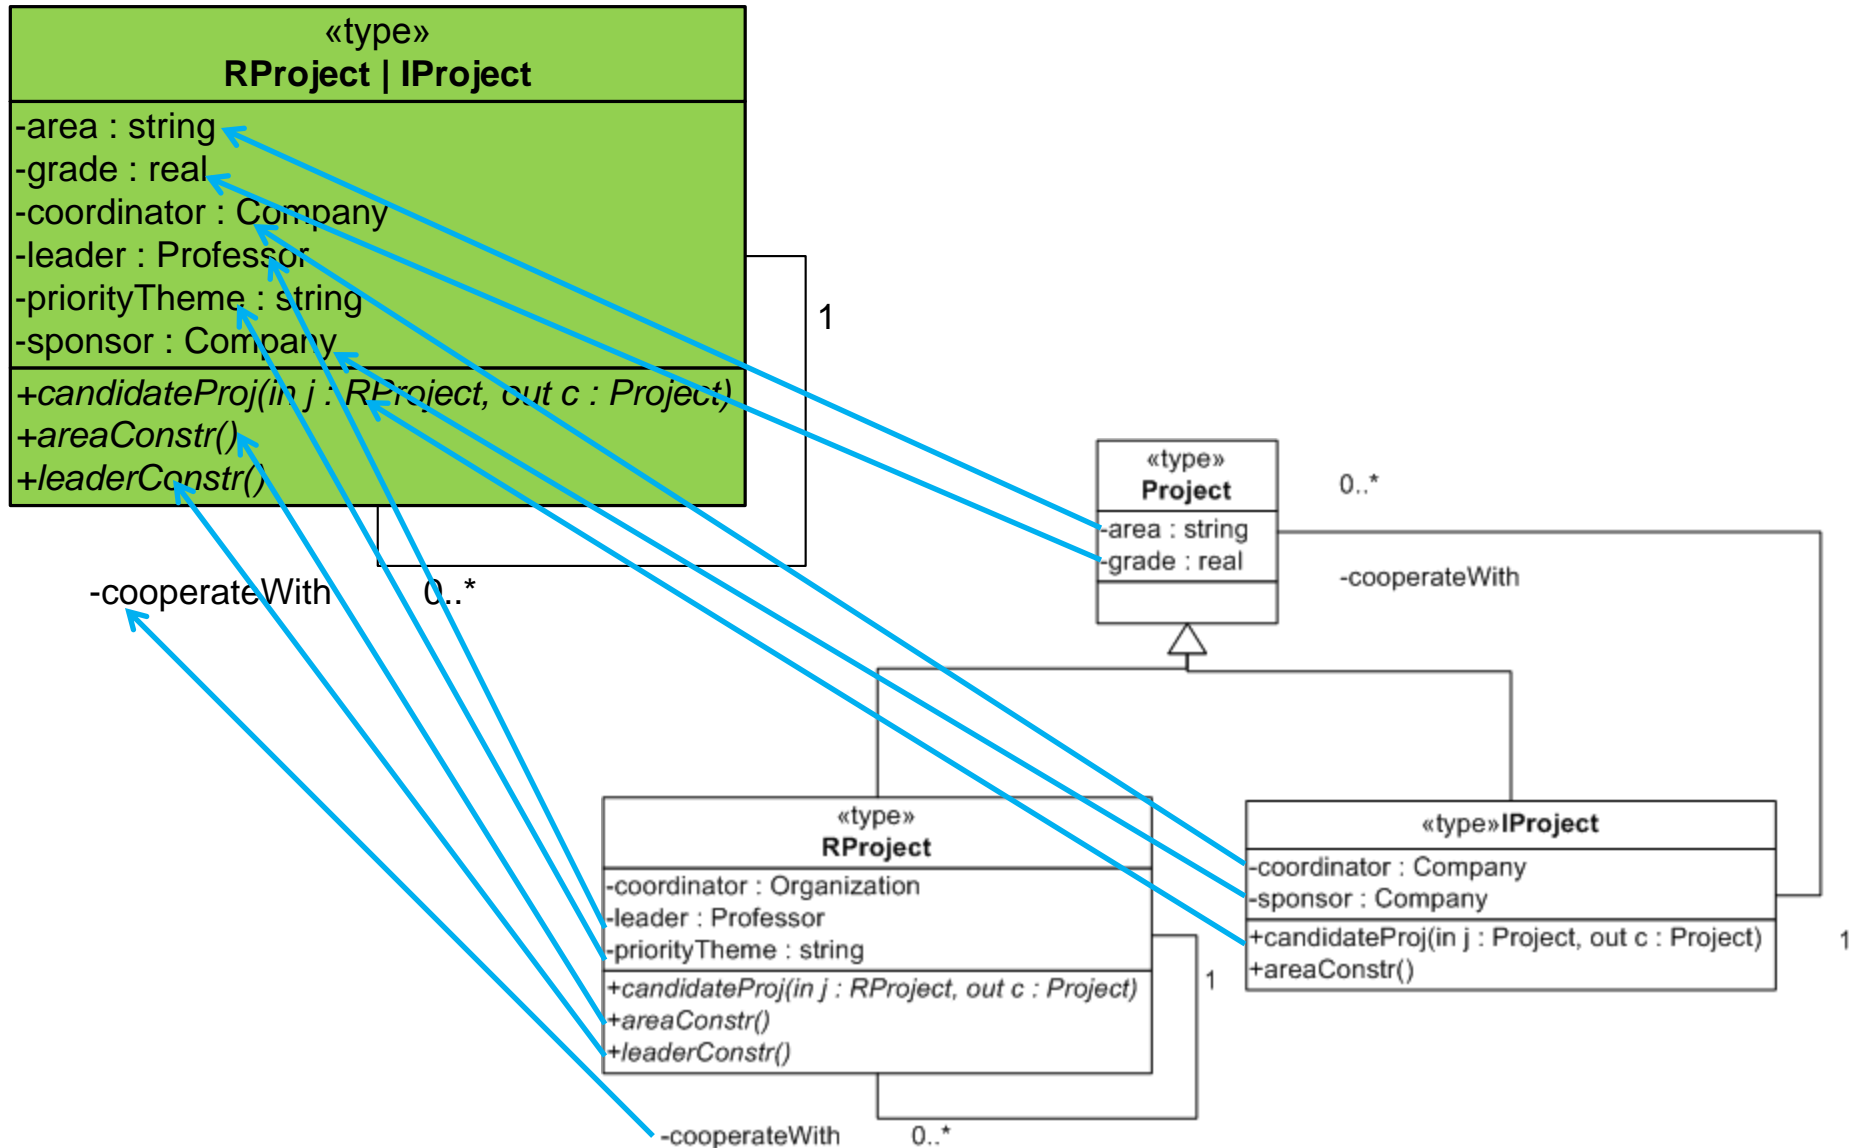 «type»
RProject | IProject
-area : string
-grade : real
-coordinator : Company
-leader : Professor
-priorityTheme : string
-sponsor : Company
+candidateProj(in j : RProject, out c : Project)
+areaConstr()
+leaderConstr()
1
-cooperateWith
0..*
«type»
Project
-area : string
-grade : real
0..*
-cooperateWith
«type»
RProject
-coordinator : Organization
-leader : Professor
-priorityTheme : string
+candidateProj(in j : RProject, out c : Project)
+areaConstr()
+leaderConstr()
1
-cooperateWith
0..*
«type»IProject
-coordinator : Company
-sponsor : Company
+candidateProj(in j : Project, out c : Project)
+areaConstr()
1